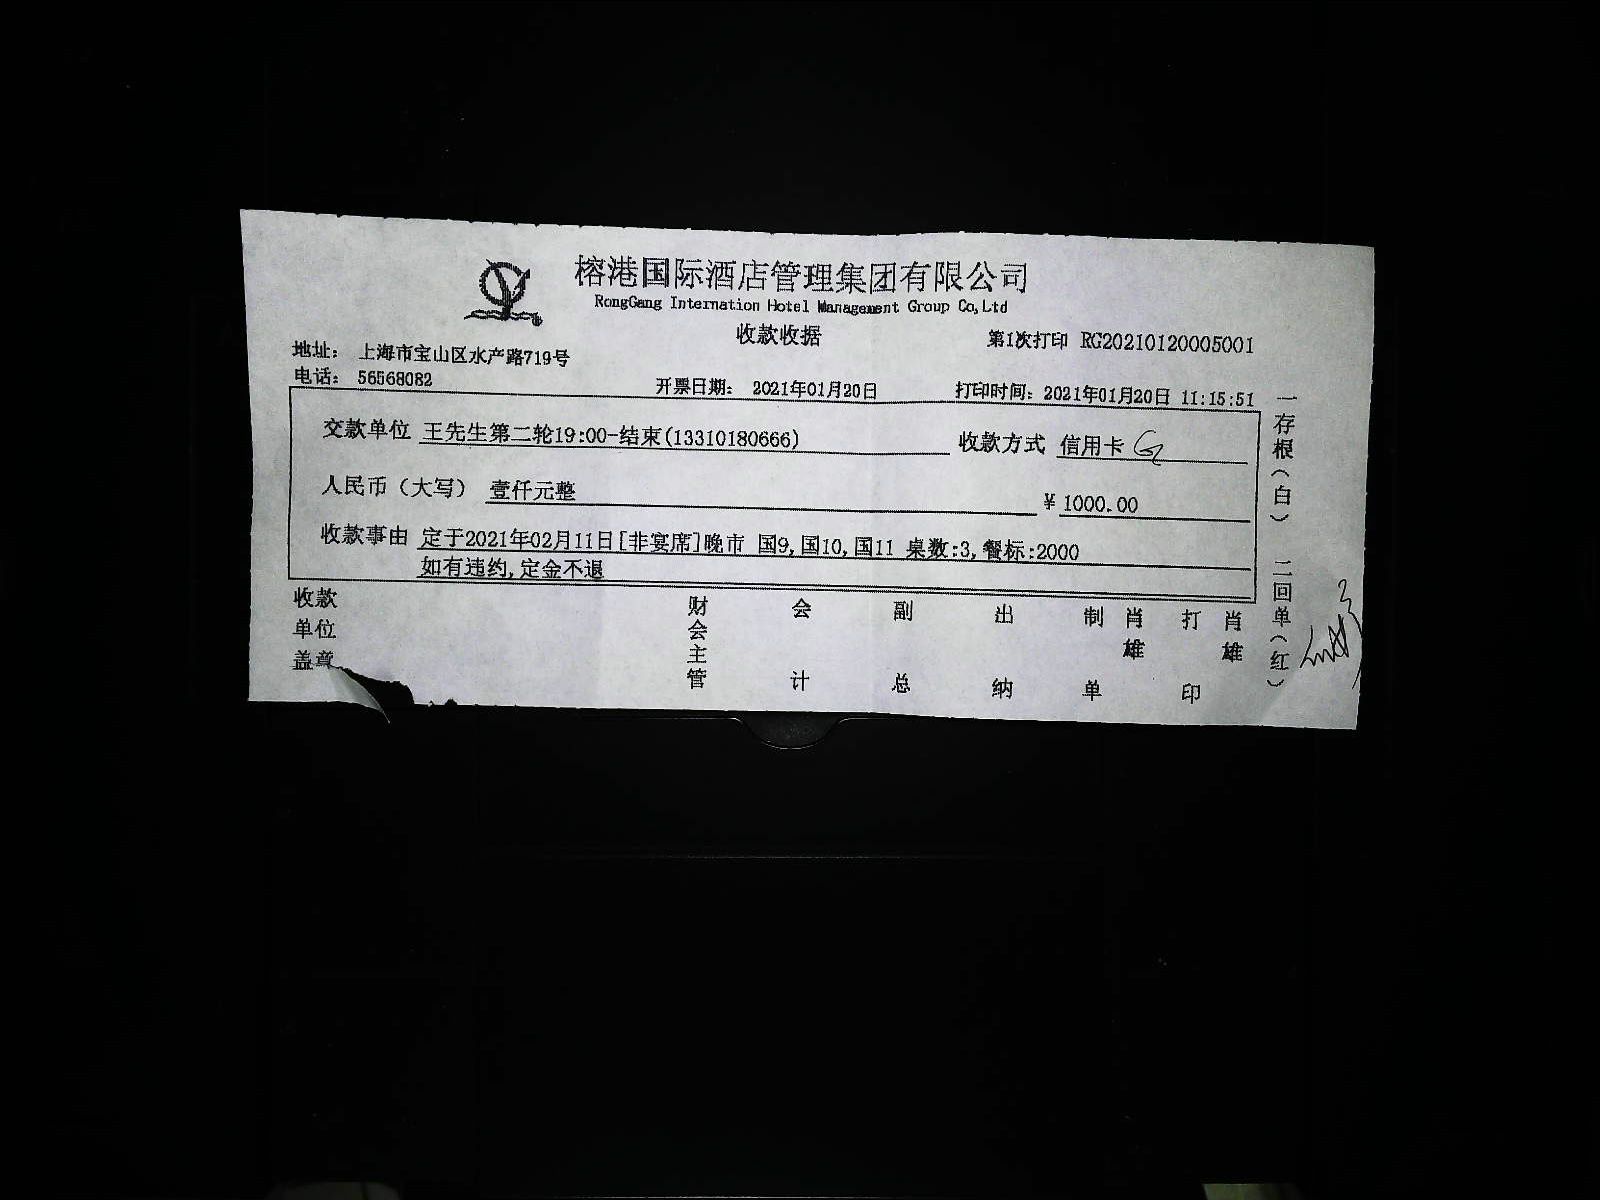 榕港国际酒店管理集团有限公司
RongGang Internation Hotel Management Group Co,Ltd
收款收据
第1次打印 RG20210120005001
地址： 上海市宝山区水产路719号
电话： 56568082
开票日期： 2021年01月20日
打印时间：2021年01月20日 11:15:51
交款单位 王先生第二轮19:00-结束(13310180666)
收款方式 信用卡
人民币（大写） 壹仟元整
¥ 1000.00
收款事由 定于2021年02月11日[非宴席]晚市 国9,国10,国11 桌数:3,餐标:2000
如有违约,定金不退
收款单位盖章
财会主管
会计
副总
出纳
制单 肖雄
打印 肖雄
一存根（白） 二回单（红）